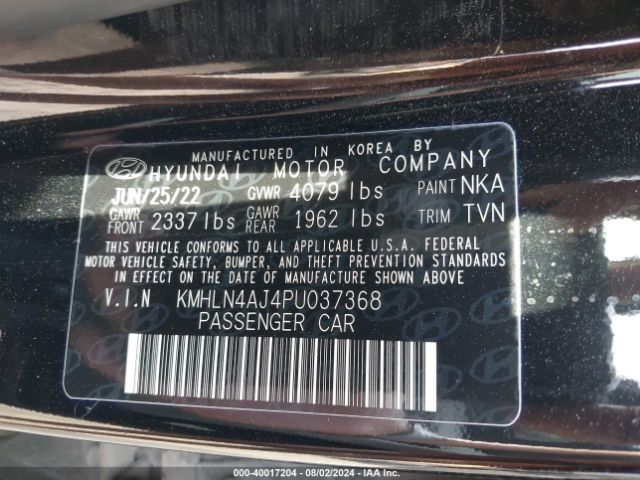 MANUFACTURED IN KOREA BY
HYUNDAI MOTOR COMPANY
JUN/25/22 GVWR 4079 lbs PAINT NKA
GAWR FRONT 2337 lbs GAWR REAR 1962 lbs TRIM TVN
THIS VEHICLE CONFORMS TO ALL APPLICABLE U.S.A. FEDERAL
MOTOR VEHICLE SAFETY, BUMPER, AND THEFT PREVENTION STANDARDS
IN EFFECT ON THE DATE OF MANUFACTURE SHOWN ABOVE
V.I.N KMHLN4AJ4PU037368
PASSENGER CAR
000-40017204 - 08/02/2024 - IAA Inc.